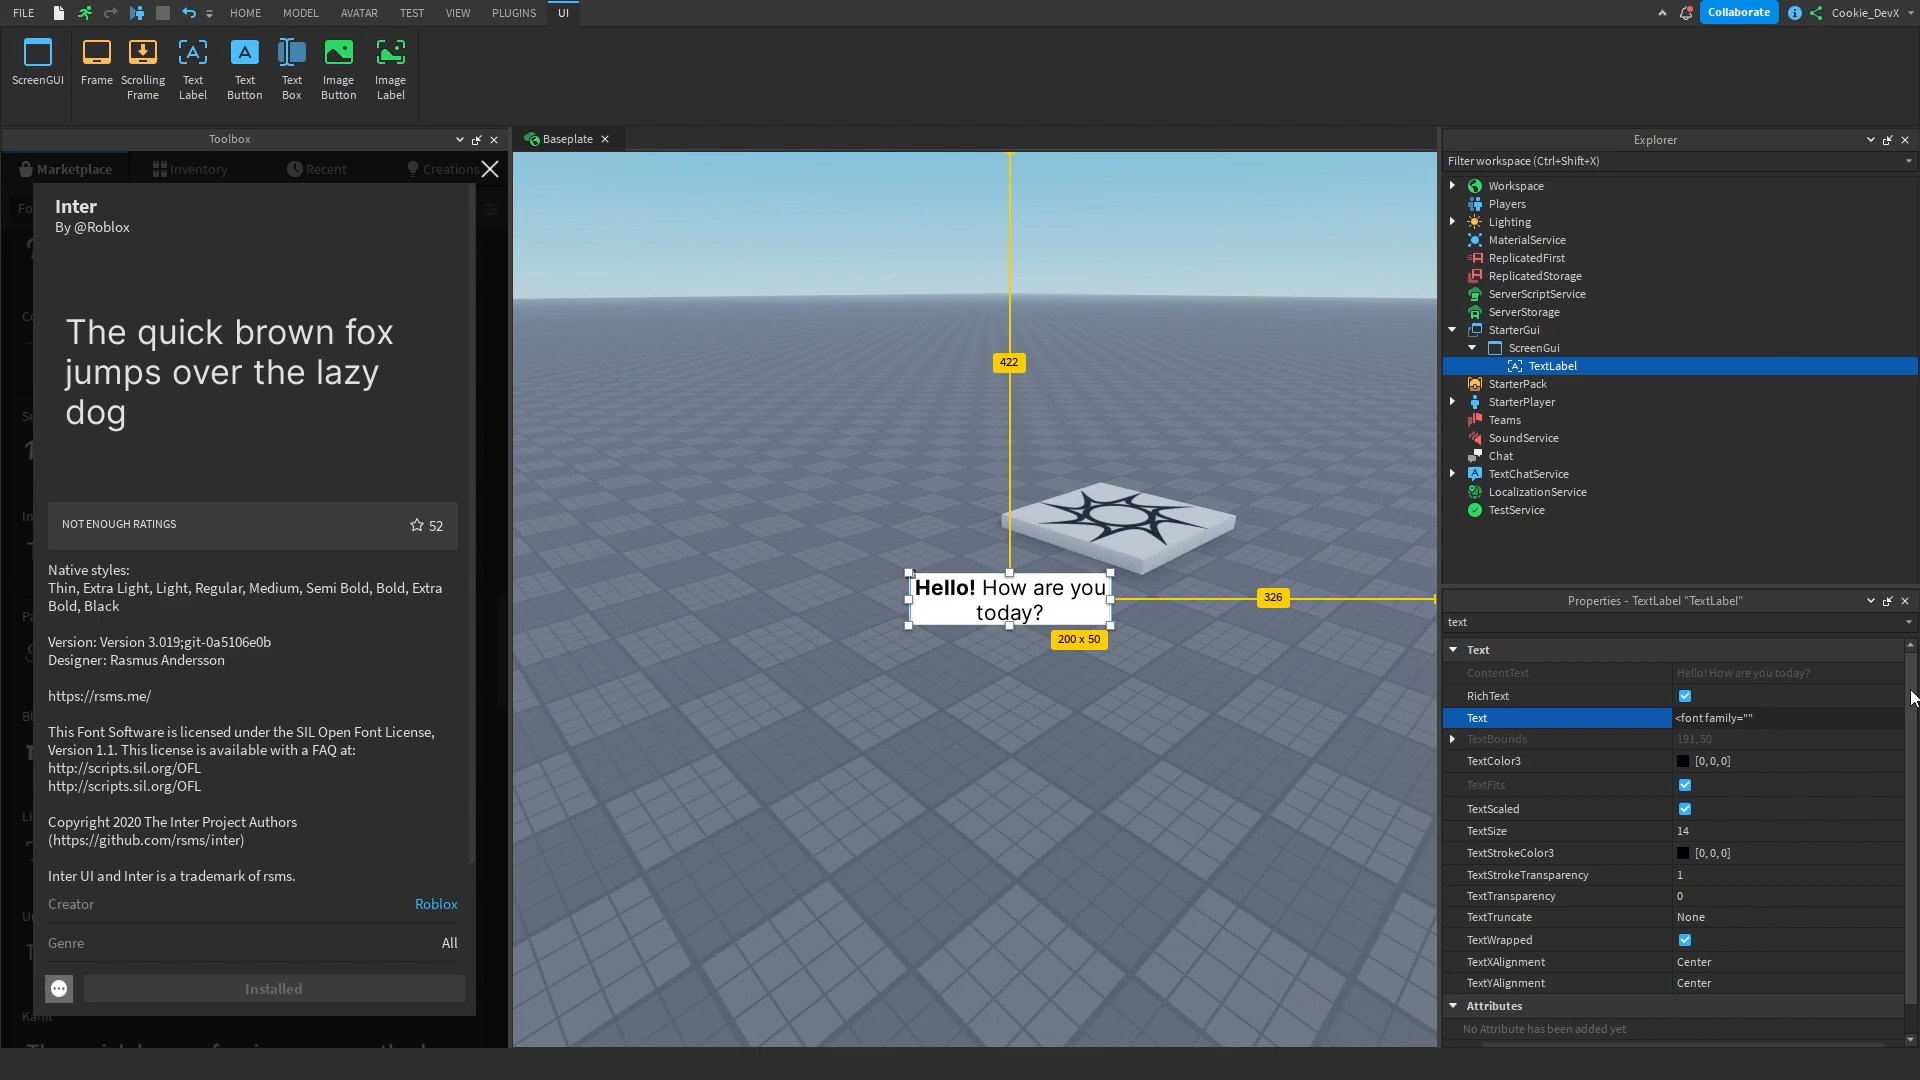 FILE HOME MODEL AVATAR TEST VIEW PLUGINS UI Collaborate Cookie_DevX
ScreenGUI
Frame
Scrolling
Frame
Text
Label
Text
Button
Text
Box
Image
Button
Image
Label
Toolbox
Marketplace Inventory Recent Creations
Inter
By @Roblox
The quick brown fox
jumps over the lazy
dog
NOT ENOUGH RATINGS 52
Native styles:
Thin, Extra Light, Light, Regular, Medium, Semi Bold, Bold, Extra
Bold, Black
Version: Version 3.019;git-0a5106e0b
Designer: Rasmus Andersson
https://rsms.me/
This Font Software is licensed under the SIL Open Font License,
Version 1.1. This license is available with a FAQ at:
http://scripts.sil.org/OFL
http://scripts.sil.org/OFL
Copyright 2020 The Inter Project Authors
(https://github.com/rsms/inter)
Inter UI and Inter is a trademark of rsms.
Creator Roblox
Genre All
Installed
Baseplate
422
Hello! How are you
today?
326
200 x 50
Explorer
Filter workspace (Ctrl+Shift+X)
Workspace
Players
Lighting
MaterialService
ReplicatedFirst
ReplicatedStorage
ServerScriptService
ServerStorage
StarterGui
ScreenGui
TextLabel
StarterPack
StarterPlayer
Teams
SoundService
Chat
TextChatService
LocalizationService
TestService
Properties - TextLabel "TextLabel"
text
Text
ContentText Hello! How are you today?
RichText
Text <font family=""
TextBounds 191, 50
TextColor3 [0, 0, 0]
TextFits
TextScaled
TextSize 14
TextStrokeColor3 [0, 0, 0]
TextStrokeTransparency 1
TextTransparency 0
TextTruncate None
TextWrapped
TextXAlignment Center
TextYAlignment Center
Attributes
No Attribute has been added yet